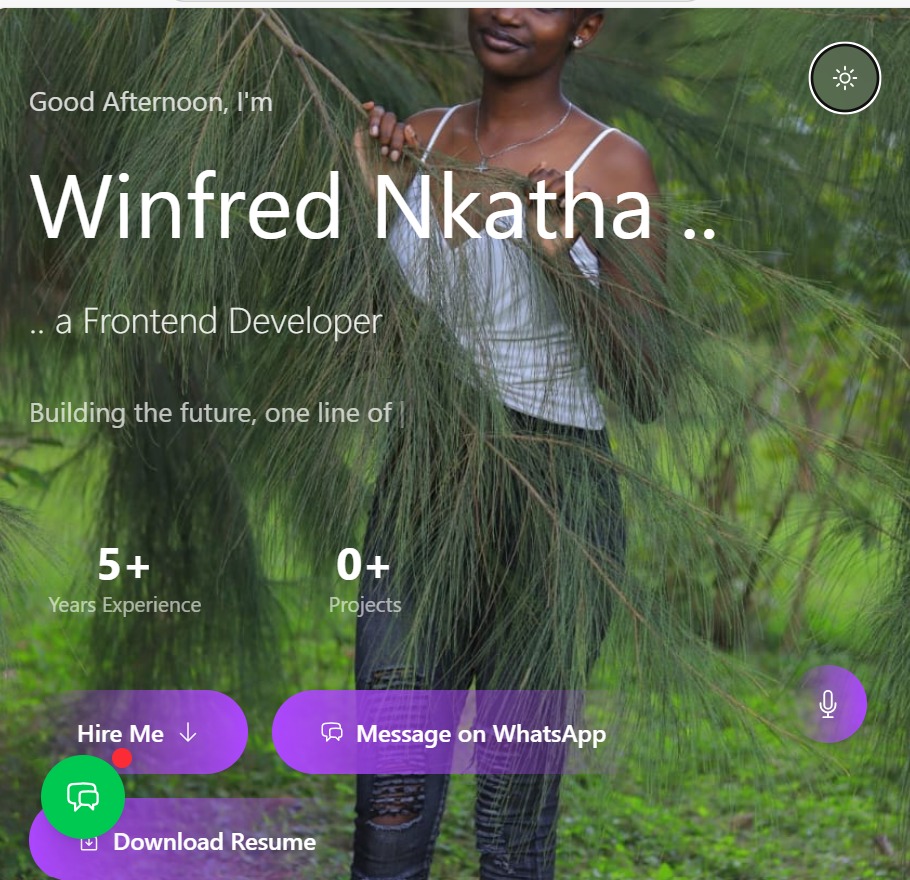 Good Afternoon, I'm
Winfred Nkatha ..
.. a Frontend Developer
Building the future, one line of |
5+
Years Experience
0+
Projects
Hire Me ↓
Message on WhatsApp
Download Resume